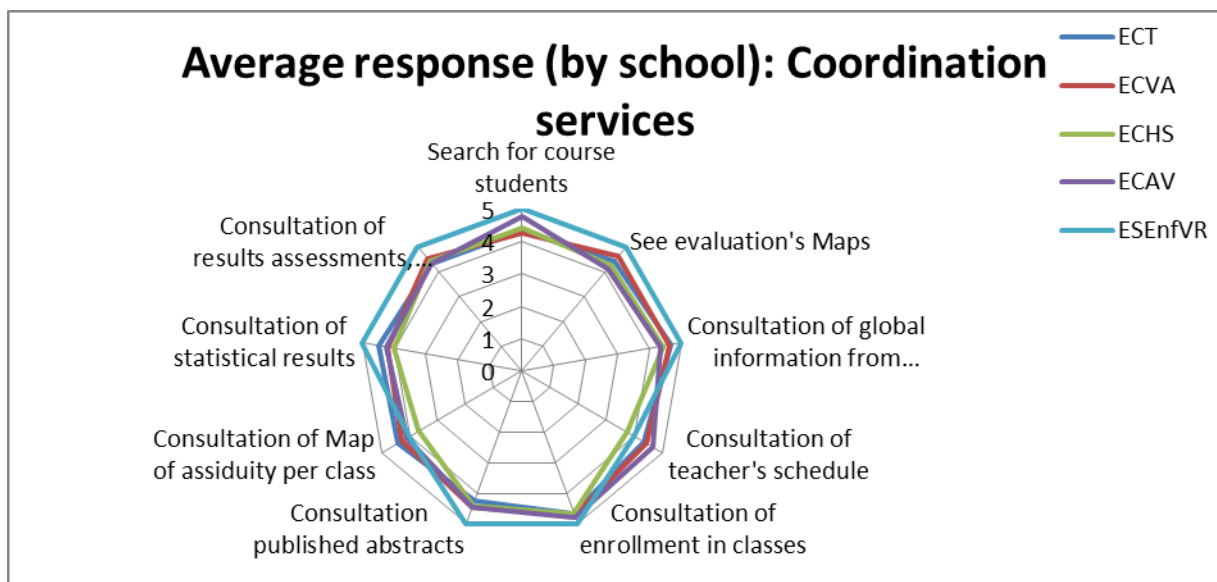 Average response (by school): Coordination
services
ECT
ECVA
ECHS
ECAV
ESEnfVR
Search for course
students
See evaluation's Maps
Consultation of global
information from...
Consultation of
teacher's schedule
Consultation of
enrollment in classes
Consultation
published abstracts
Consultation of Map
of assiduity per class
Consultation of
statistical results
Consultation of
results assessments,...
5
4
3
2
1
0